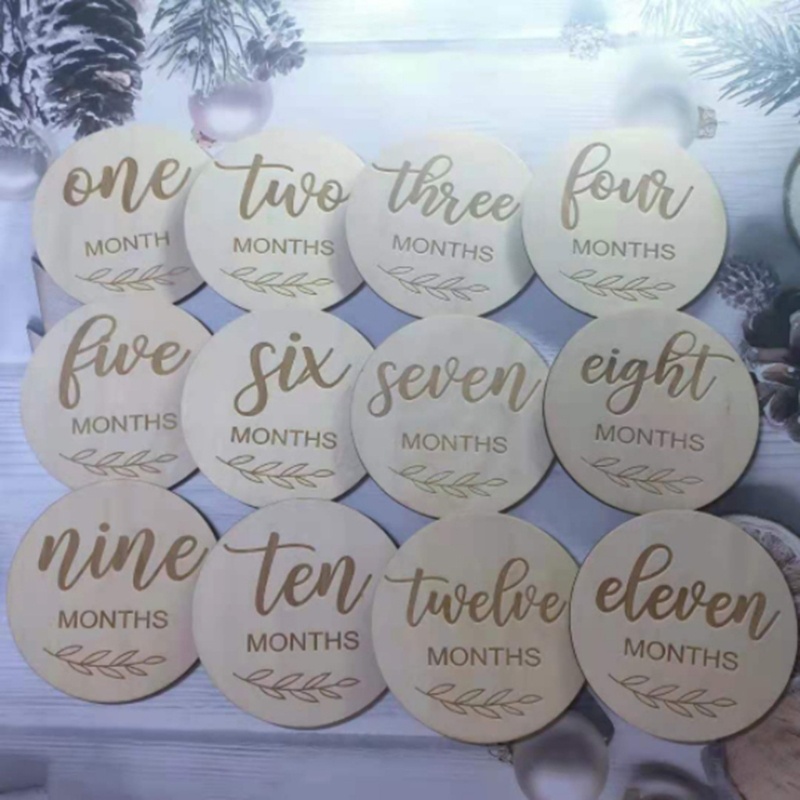 one
MONTH
two
MONTHS
three
MONTHS
four
MONTHS
five
MONTHS
six
MONTHS
seven
MONTHS
eight
MONTHS
nine
MONTHS
ten
MONTHS
twelve
MONTHS
eleven
MONTHS